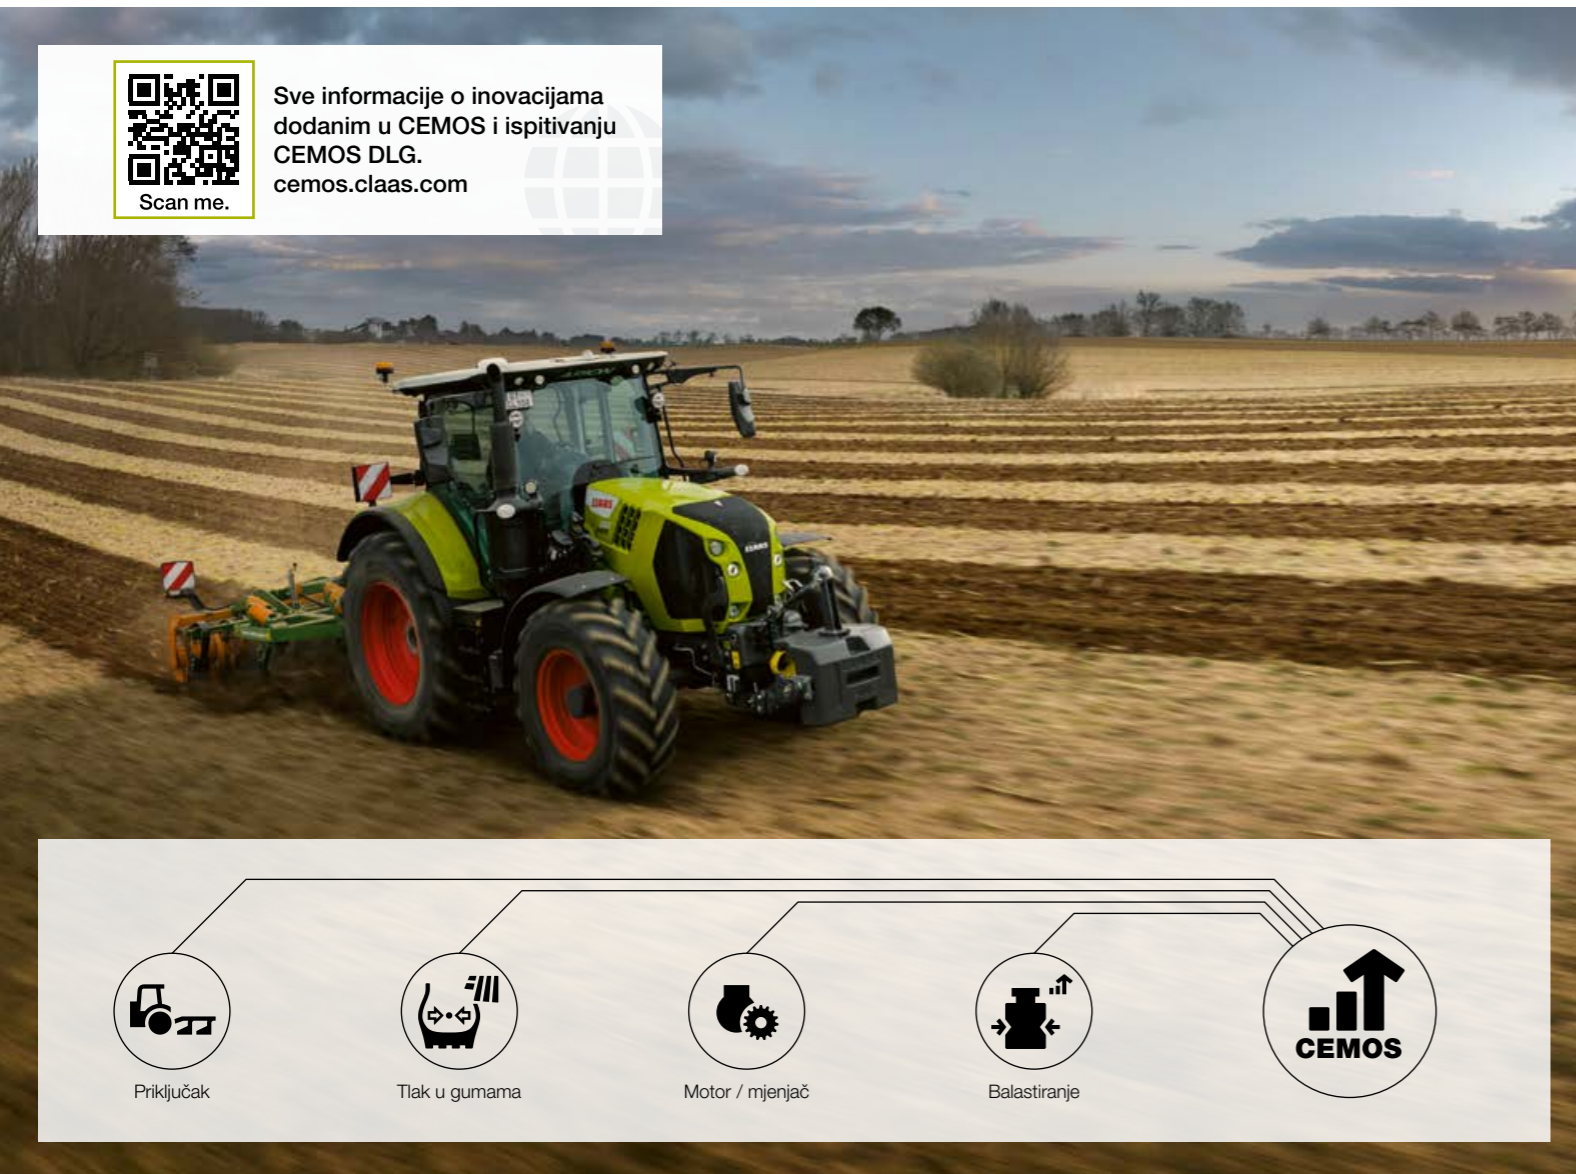 Sve informacije o inovacijama
dodanim u CEMOS i ispitivanju
CEMOS DLG.
cemos.claas.com
Scan me.
CLAAS
CLAAS
Priključak
Tlak u gumama
Motor / mjenjač
Balastiranje
CEMOS